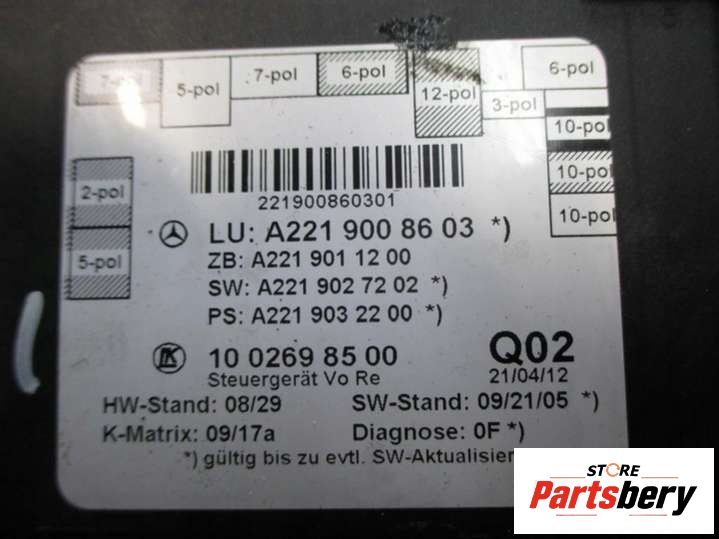 7-pol
5-pol
7-pol
6-pol
12-pol
3-pol
6-pol
10-pol
10-pol
10-pol
2-pol
5-pol
221900860301
LU: A221 900 86 03 *)
ZB: A221 901 12 00
SW: A221 902 72 02 *)
PS: A221 903 22 00 *)
10 0269 85 00
Q02
Steuergerät Vo Re
21/04/12
HW-Stand: 08/29
SW-Stand: 09/21/05 *)
K-Matrix: 09/17a
Diagnose: 0F *)
*) gültig bis zu evtl. SW-Aktualisier
STORE
Partsbery